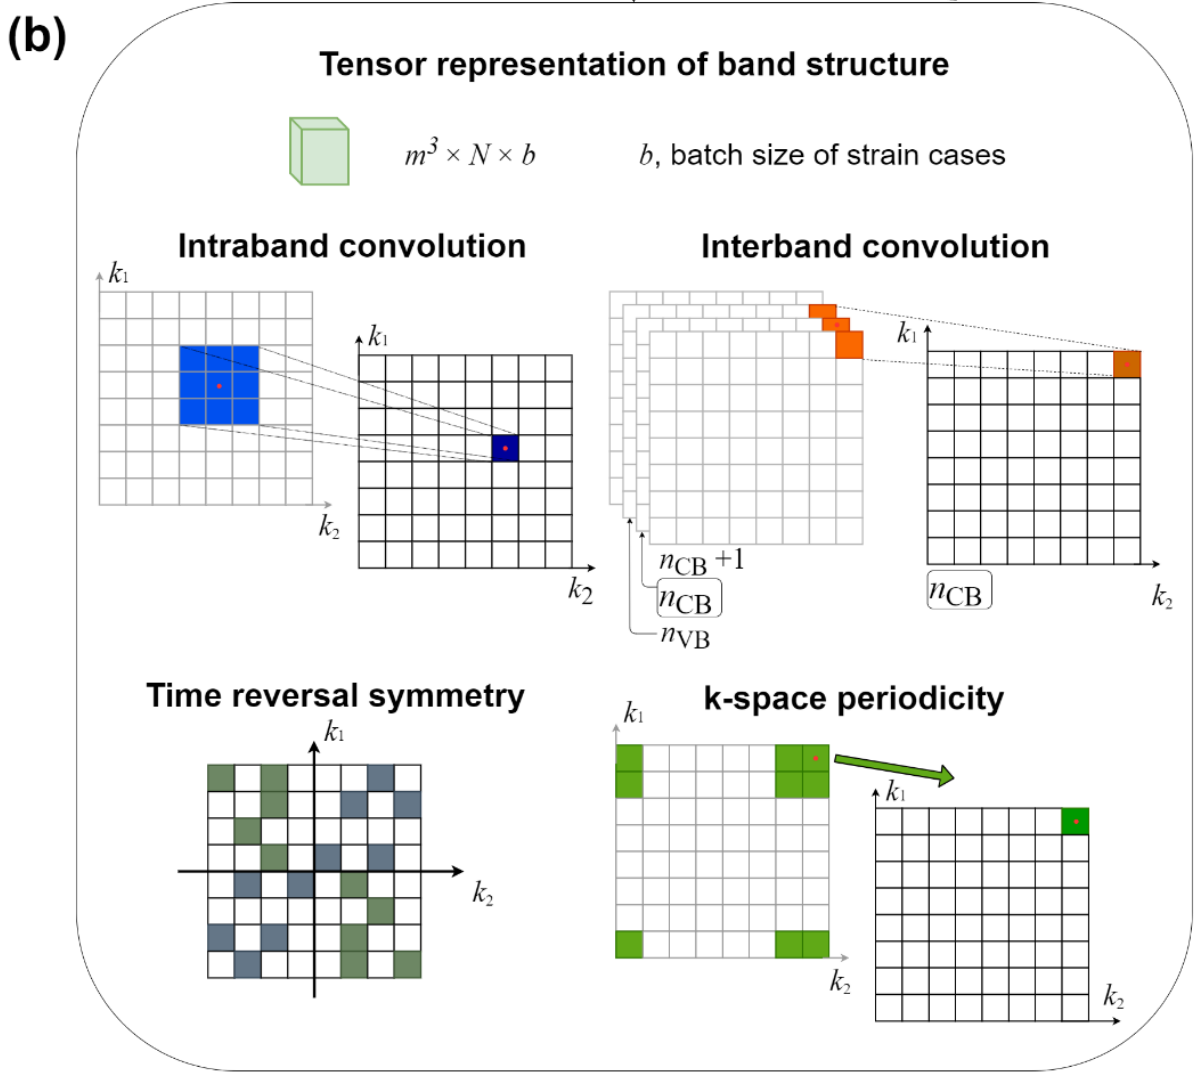 (b)
Tensor representation of band structure
m³ × N × b
b, batch size of strain cases
Intraband convolution
k₁
k₂
k₁
k₂
Interband convolution
n_CB +1
n_CB
n_VB
k₁
k₂
n_CB
Time reversal symmetry
k₁
k₂
k-space periodicity
k₁
k₂
k₁
k₂